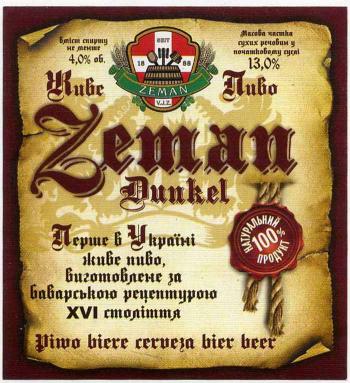 Вміст спирту
не менше
4,0% об.
SEIT
18 88
ZEMAN
V.J.Z.
Масова частка
сухих речовин у
початковому суслі
13,0%
Живе Пиво
Zeman
Dunkel
Перше в Україні
живе пиво,
виготовлене за
баварською рецептурою
XVI століття
НАТУРАЛЬНИЙ
100%
ПРОДУКТ
Piwo biere cerveza bier beer